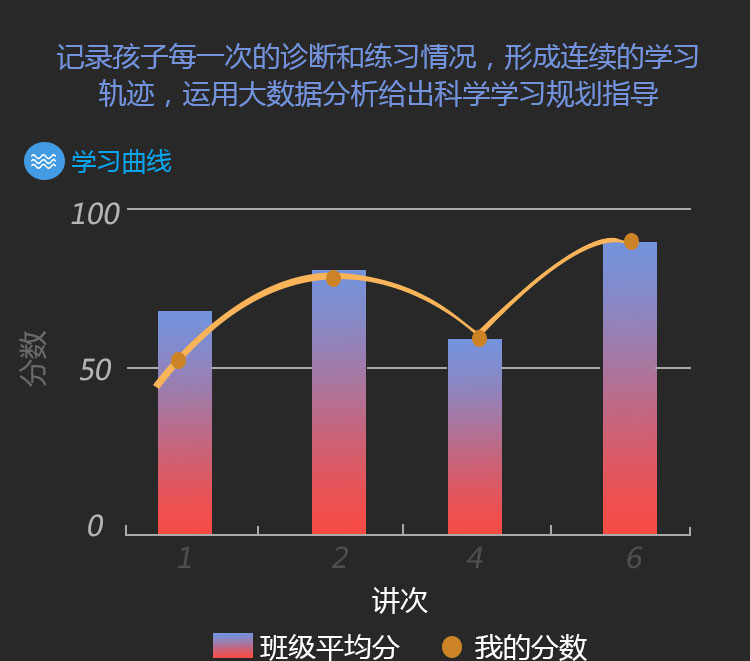 记录孩子每一次的诊断和练习情况，形成连续的学习
轨迹，运用大数据分析给出科学学习规划指导
学习曲线
100
50
0
分数
1 2 4 6
讲次
班级平均分 我的分数